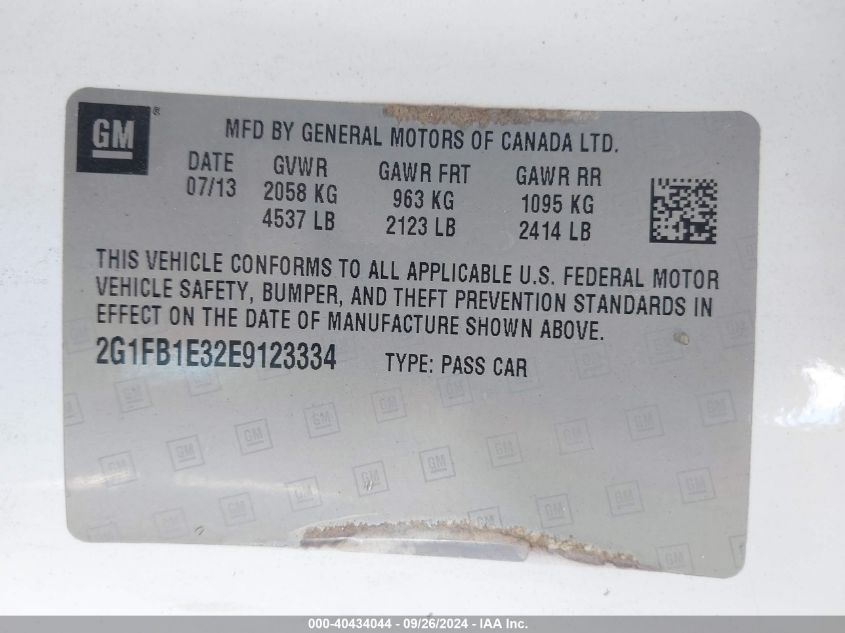 GM ®
MFD BY GENERAL MOTORS OF CANADA LTD.
DATE GVWR GAWR FRT GAWR RR
07/13 2058 KG 963 KG 1095 KG
4537 LB 2123 LB 2414 LB
THIS VEHICLE CONFORMS TO ALL APPLICABLE U.S. FEDERAL MOTOR
VEHICLE SAFETY, BUMPER, AND THEFT PREVENTION STANDARDS IN
EFFECT ON THE DATE OF MANUFACTURE SHOWN ABOVE.
2G1FB1E32E9123334 TYPE: PASS CAR
000-40434044 - 09/26/2024 - IAA Inc.